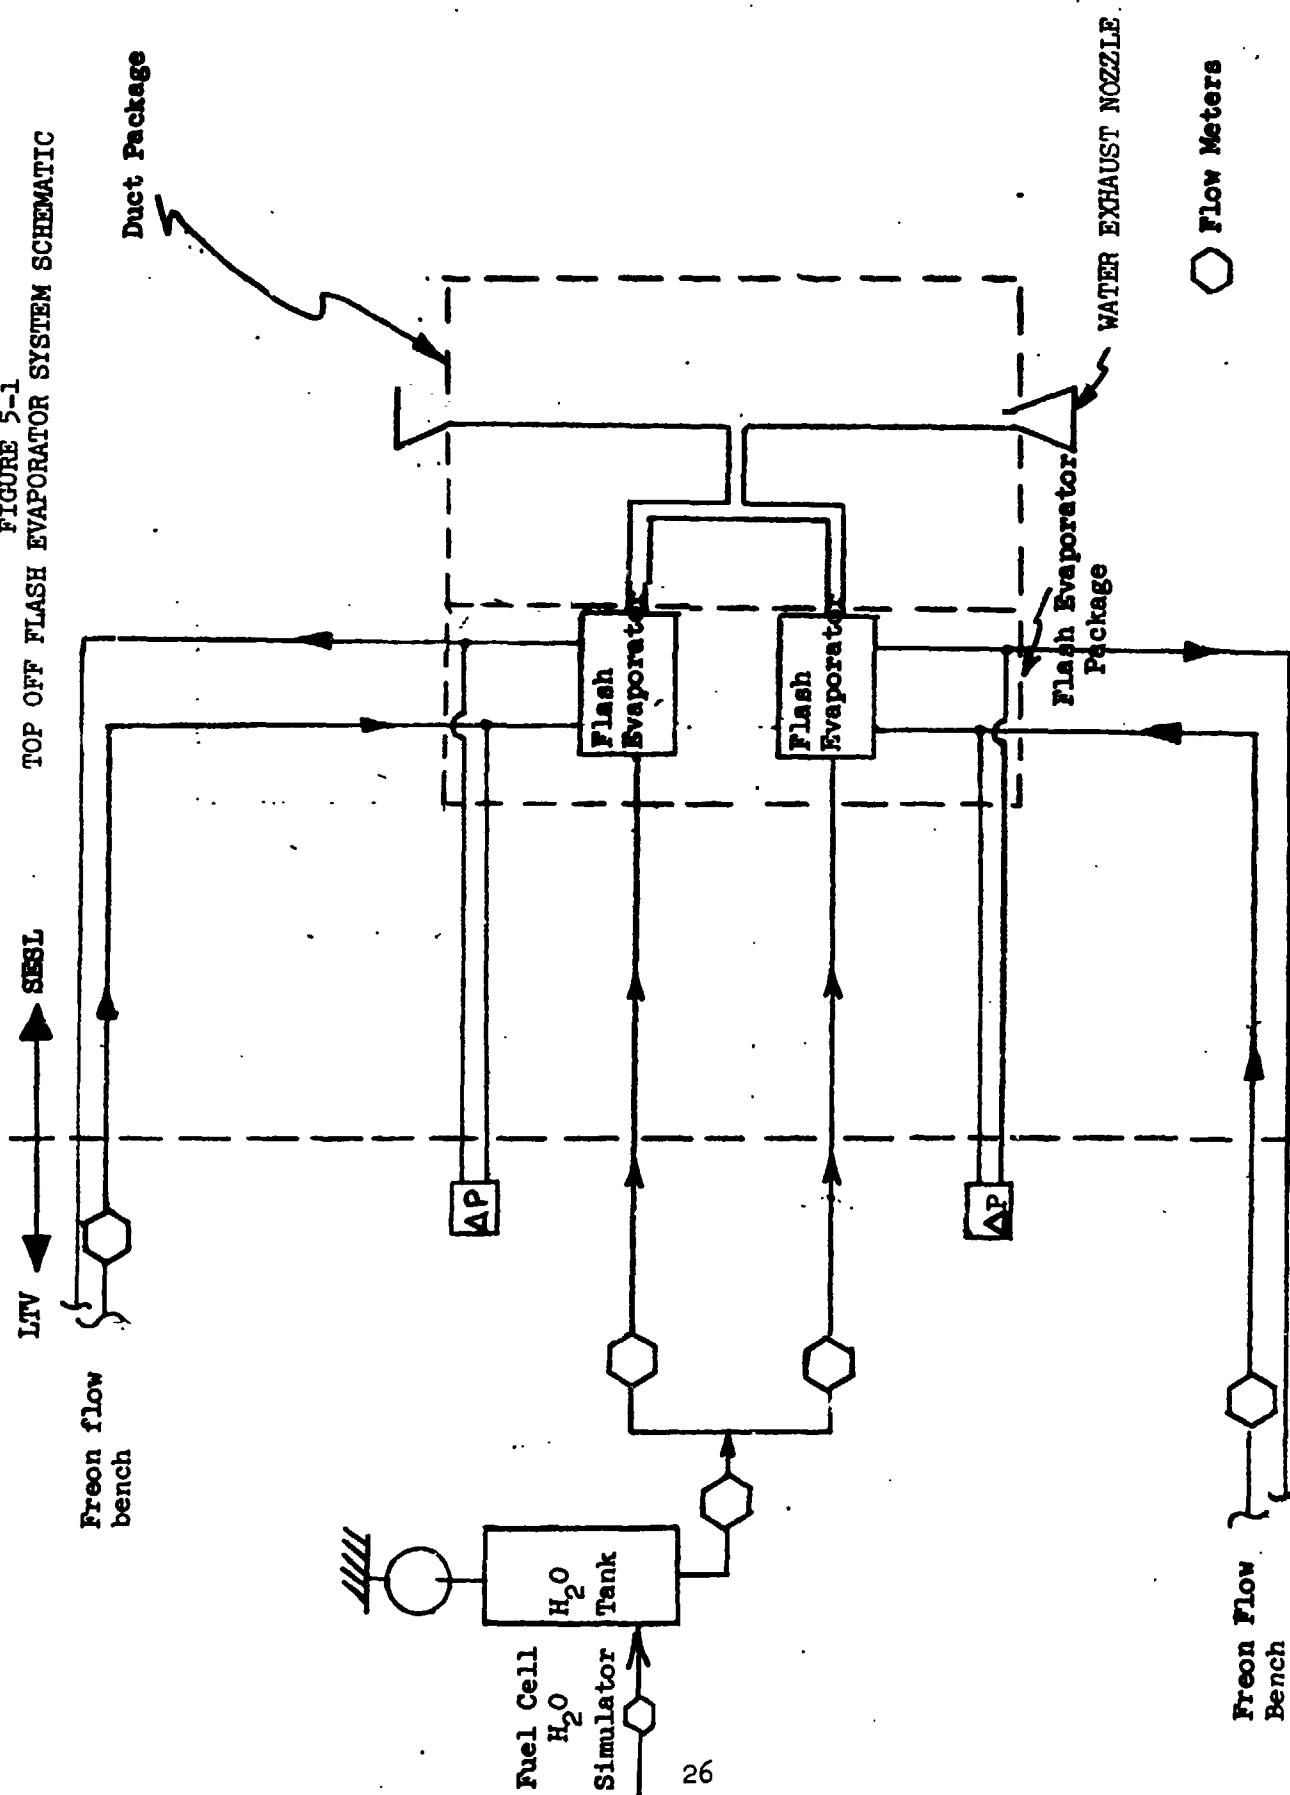 FIGURE 5-1
TOP OFF FLASH EVAPORATOR SYSTEM SCHEMATIC
LTV
SESL
Duct Package
Freon flow
bench
Flash
Evaporator
Flash
Evaporator
ΔP
ΔP
H2O
Tank
Fuel Cell
H2O
Simulator
Flash Evaporator
Package
WATER EXHAUST NOZZLE
Flow Meters
Freon Flow
Bench
26